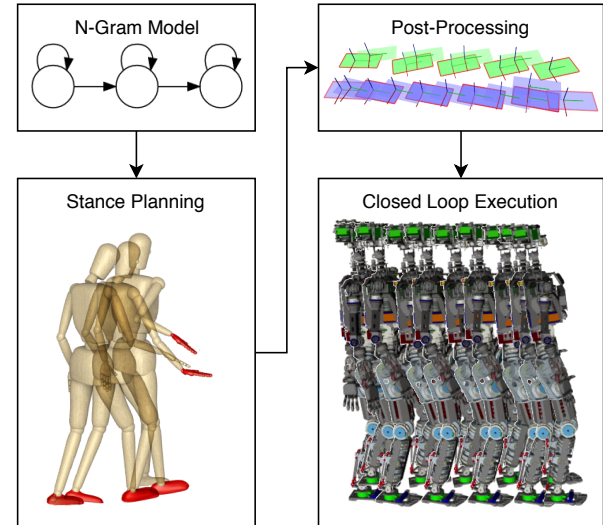 N-Gram Model
Post-Processing
Stance Planning
Closed Loop Execution